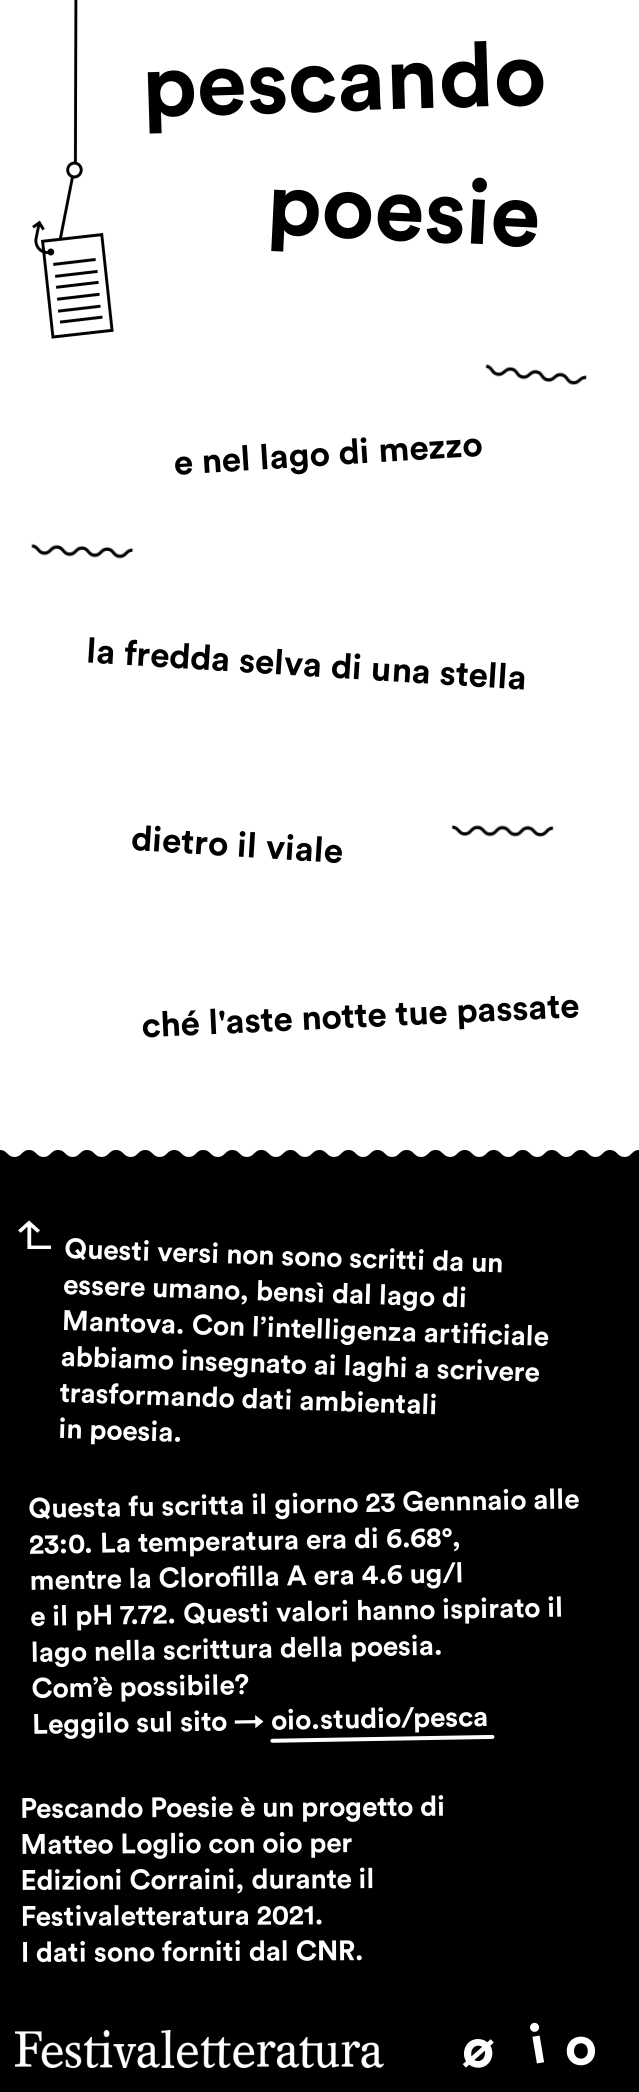 pescando
poesie
e nel lago di mezzo
la fredda selva di una stella
dietro il viale
ché l'aste notte tue passate
Questi versi non sono scritti da un
essere umano, bensì dal lago di
Mantova. Con l’intelligenza artificiale
abbiamo insegnato ai laghi a scrivere
trasformando dati ambientali
in poesia.
Questa fu scritta il giorno 23 Gennnaio alle
23:0. La temperatura era di 6.68°,
mentre la Clorofilla A era 4.6 ug/l
e il pH 7.72. Questi valori hanno ispirato il
lago nella scrittura della poesia.
Com’è possibile?
Leggilo sul sito → oio.studio/pesca
Pescando Poesie è un progetto di
Matteo Loglio con oio per
Edizioni Corraini, durante il
Festivaletteratura 2021.
I dati sono forniti dal CNR.
Festivaletteratura ø i o